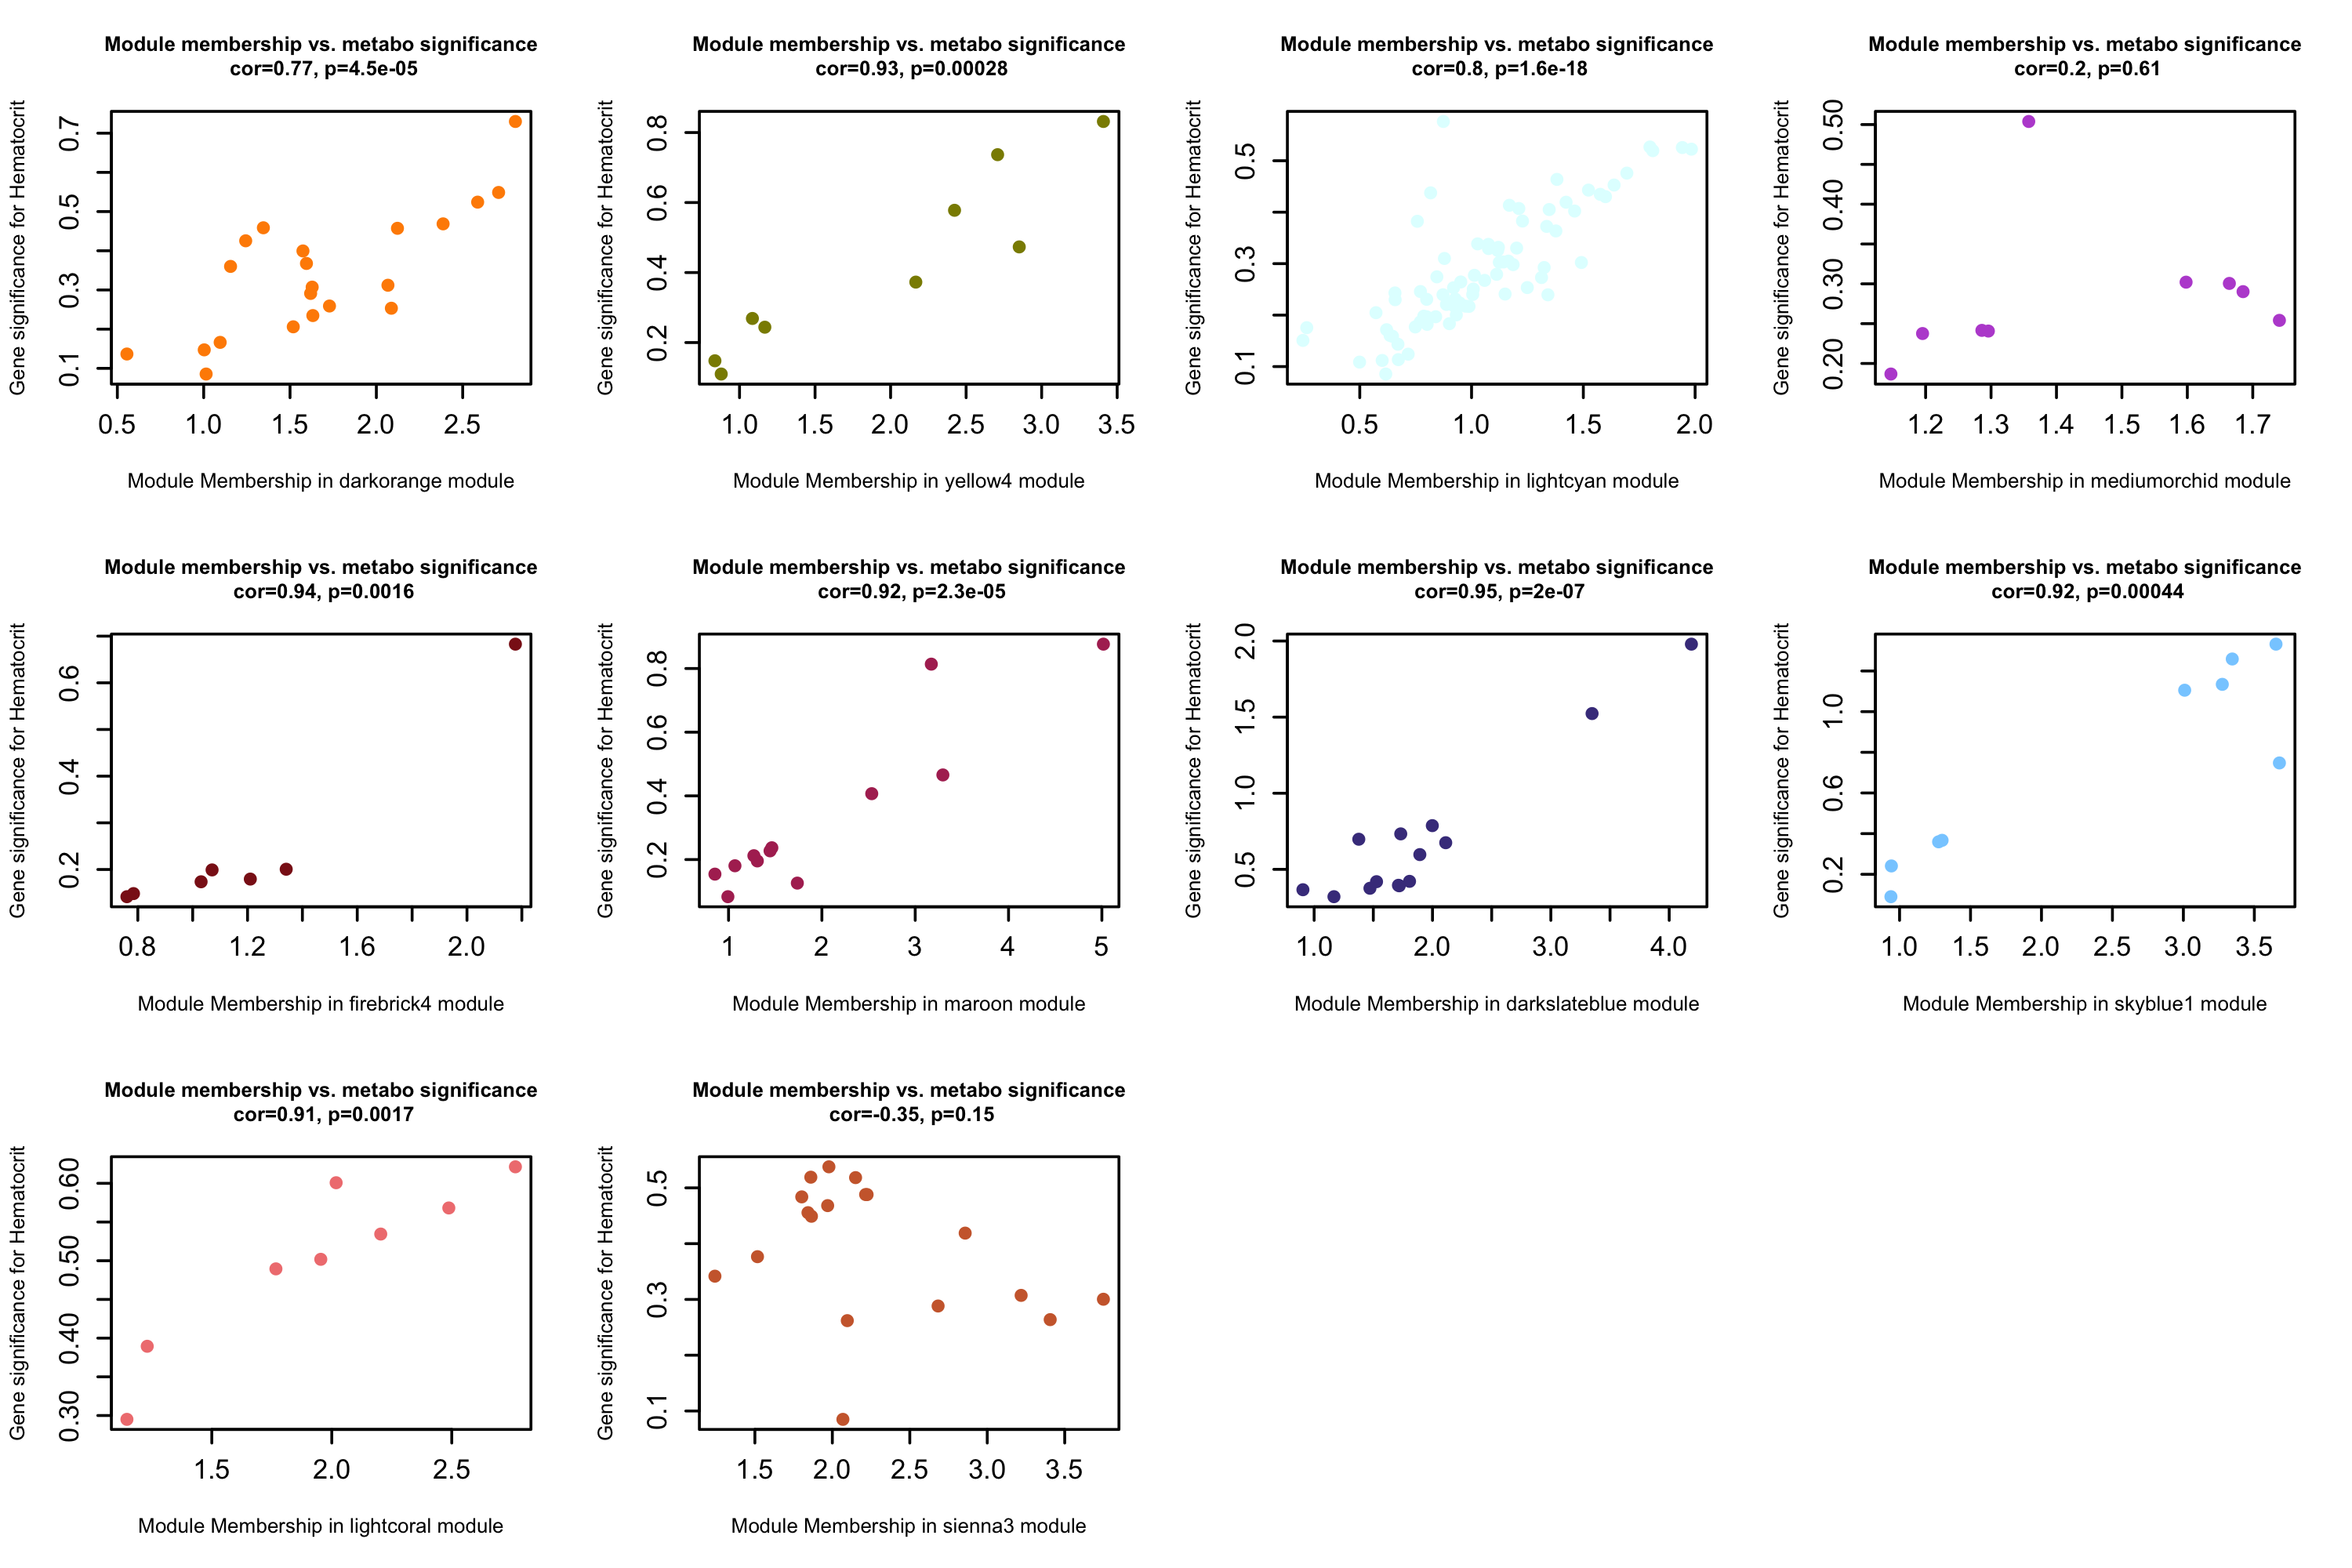 Module membership vs. metabo significance
cor=0.77, p=4.5e-05
Gene significance for Hematocrit
0.1 0.3 0.5 0.7
0.5 1.0 1.5 2.0 2.5
Module Membership in darkorange module
Module membership vs. metabo significance
cor=0.93, p=0.00028
Gene significance for Hematocrit
0.2 0.4 0.6 0.8
1.0 1.5 2.0 2.5 3.0 3.5
Module Membership in yellow4 module
Module membership vs. metabo significance
cor=0.8, p=1.6e-18
Gene significance for Hematocrit
0.1 0.3 0.5
0.5 1.0 1.5 2.0
Module Membership in lightcyan module
Module membership vs. metabo significance
cor=0.2, p=0.61
Gene significance for Hematocrit
0.20 0.30 0.40 0.50
1.2 1.3 1.4 1.5 1.6 1.7
Module Membership in mediumorchid module
Module membership vs. metabo significance
cor=0.94, p=0.0016
Gene significance for Hematocrit
0.2 0.4 0.6
0.8 1.2 1.6 2.0
Module Membership in firebrick4 module
Module membership vs. metabo significance
cor=0.92, p=2.3e-05
Gene significance for Hematocrit
0.2 0.4 0.6 0.8
1 2 3 4 5
Module Membership in maroon module
Module membership vs. metabo significance
cor=0.95, p=2e-07
Gene significance for Hematocrit
0.5 1.0 1.5 2.0
1.0 2.0 3.0 4.0
Module Membership in darkslateblue module
Module membership vs. metabo significance
cor=0.92, p=0.00044
Gene significance for Hematocrit
0.2 0.6 1.0
1.0 1.5 2.0 2.5 3.0 3.5
Module Membership in skyblue1 module
Module membership vs. metabo significance
cor=0.91, p=0.0017
Gene significance for Hematocrit
0.30 0.40 0.50 0.60
1.5 2.0 2.5
Module Membership in lightcoral module
Module membership vs. metabo significance
cor=-0.35, p=0.15
Gene significance for Hematocrit
0.1 0.3 0.5
1.5 2.0 2.5 3.0 3.5
Module Membership in sienna3 module